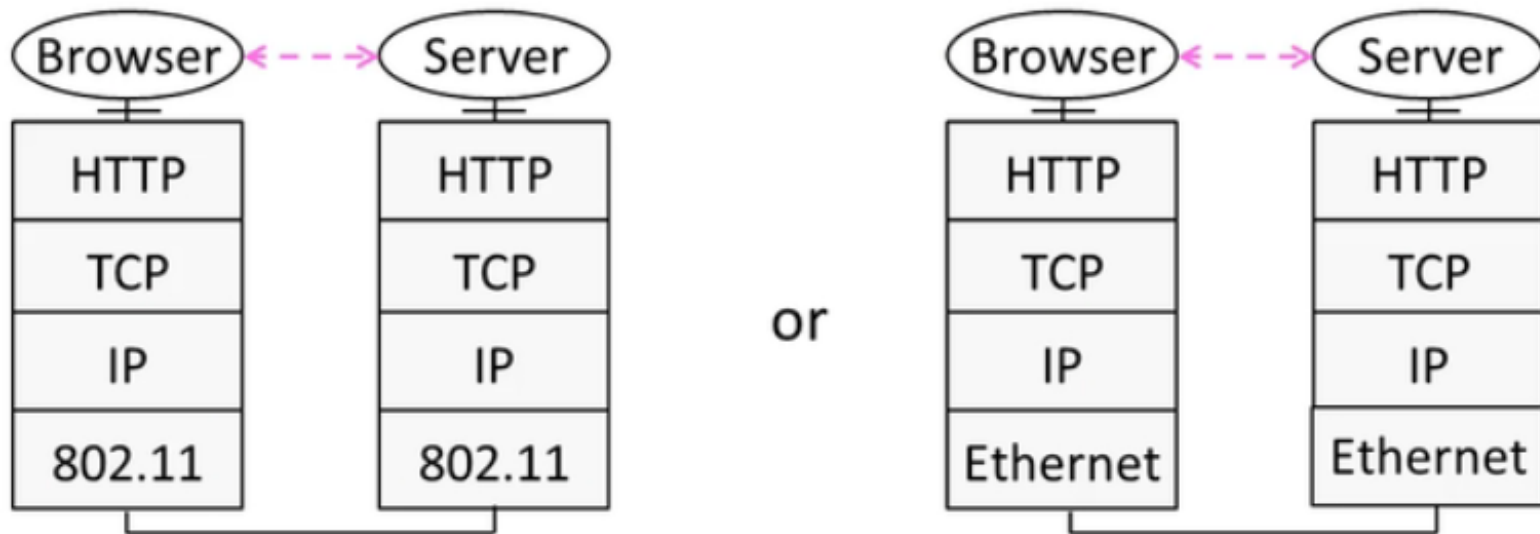 Browser Server Browser Server
HTTP HTTP HTTP HTTP
TCP TCP TCP TCP
or
IP IP IP IP
802.11 802.11 Ethernet Ethernet